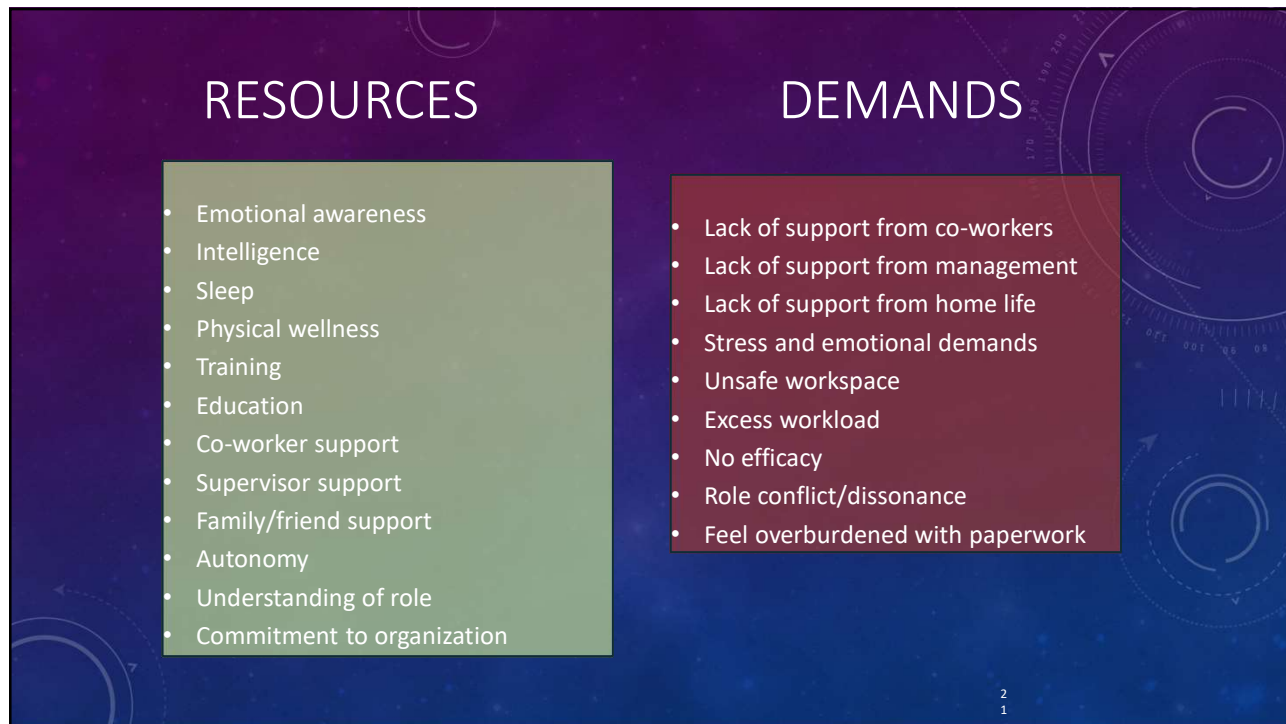 RESOURCES
Emotional awareness
Intelligence
Sleep
Physical wellness
Training
Education
Co-worker support
Supervisor support
Family/friend support
Autonomy
Understanding of role
Commitment to organization
DEMANDS
Lack of support from co-workers
Lack of support from management
Lack of support from home life
Stress and emotional demands
Unsafe workspace
Excess workload
No efficacy
Role conflict/dissonance
Feel overburdened with paperwork
2
1